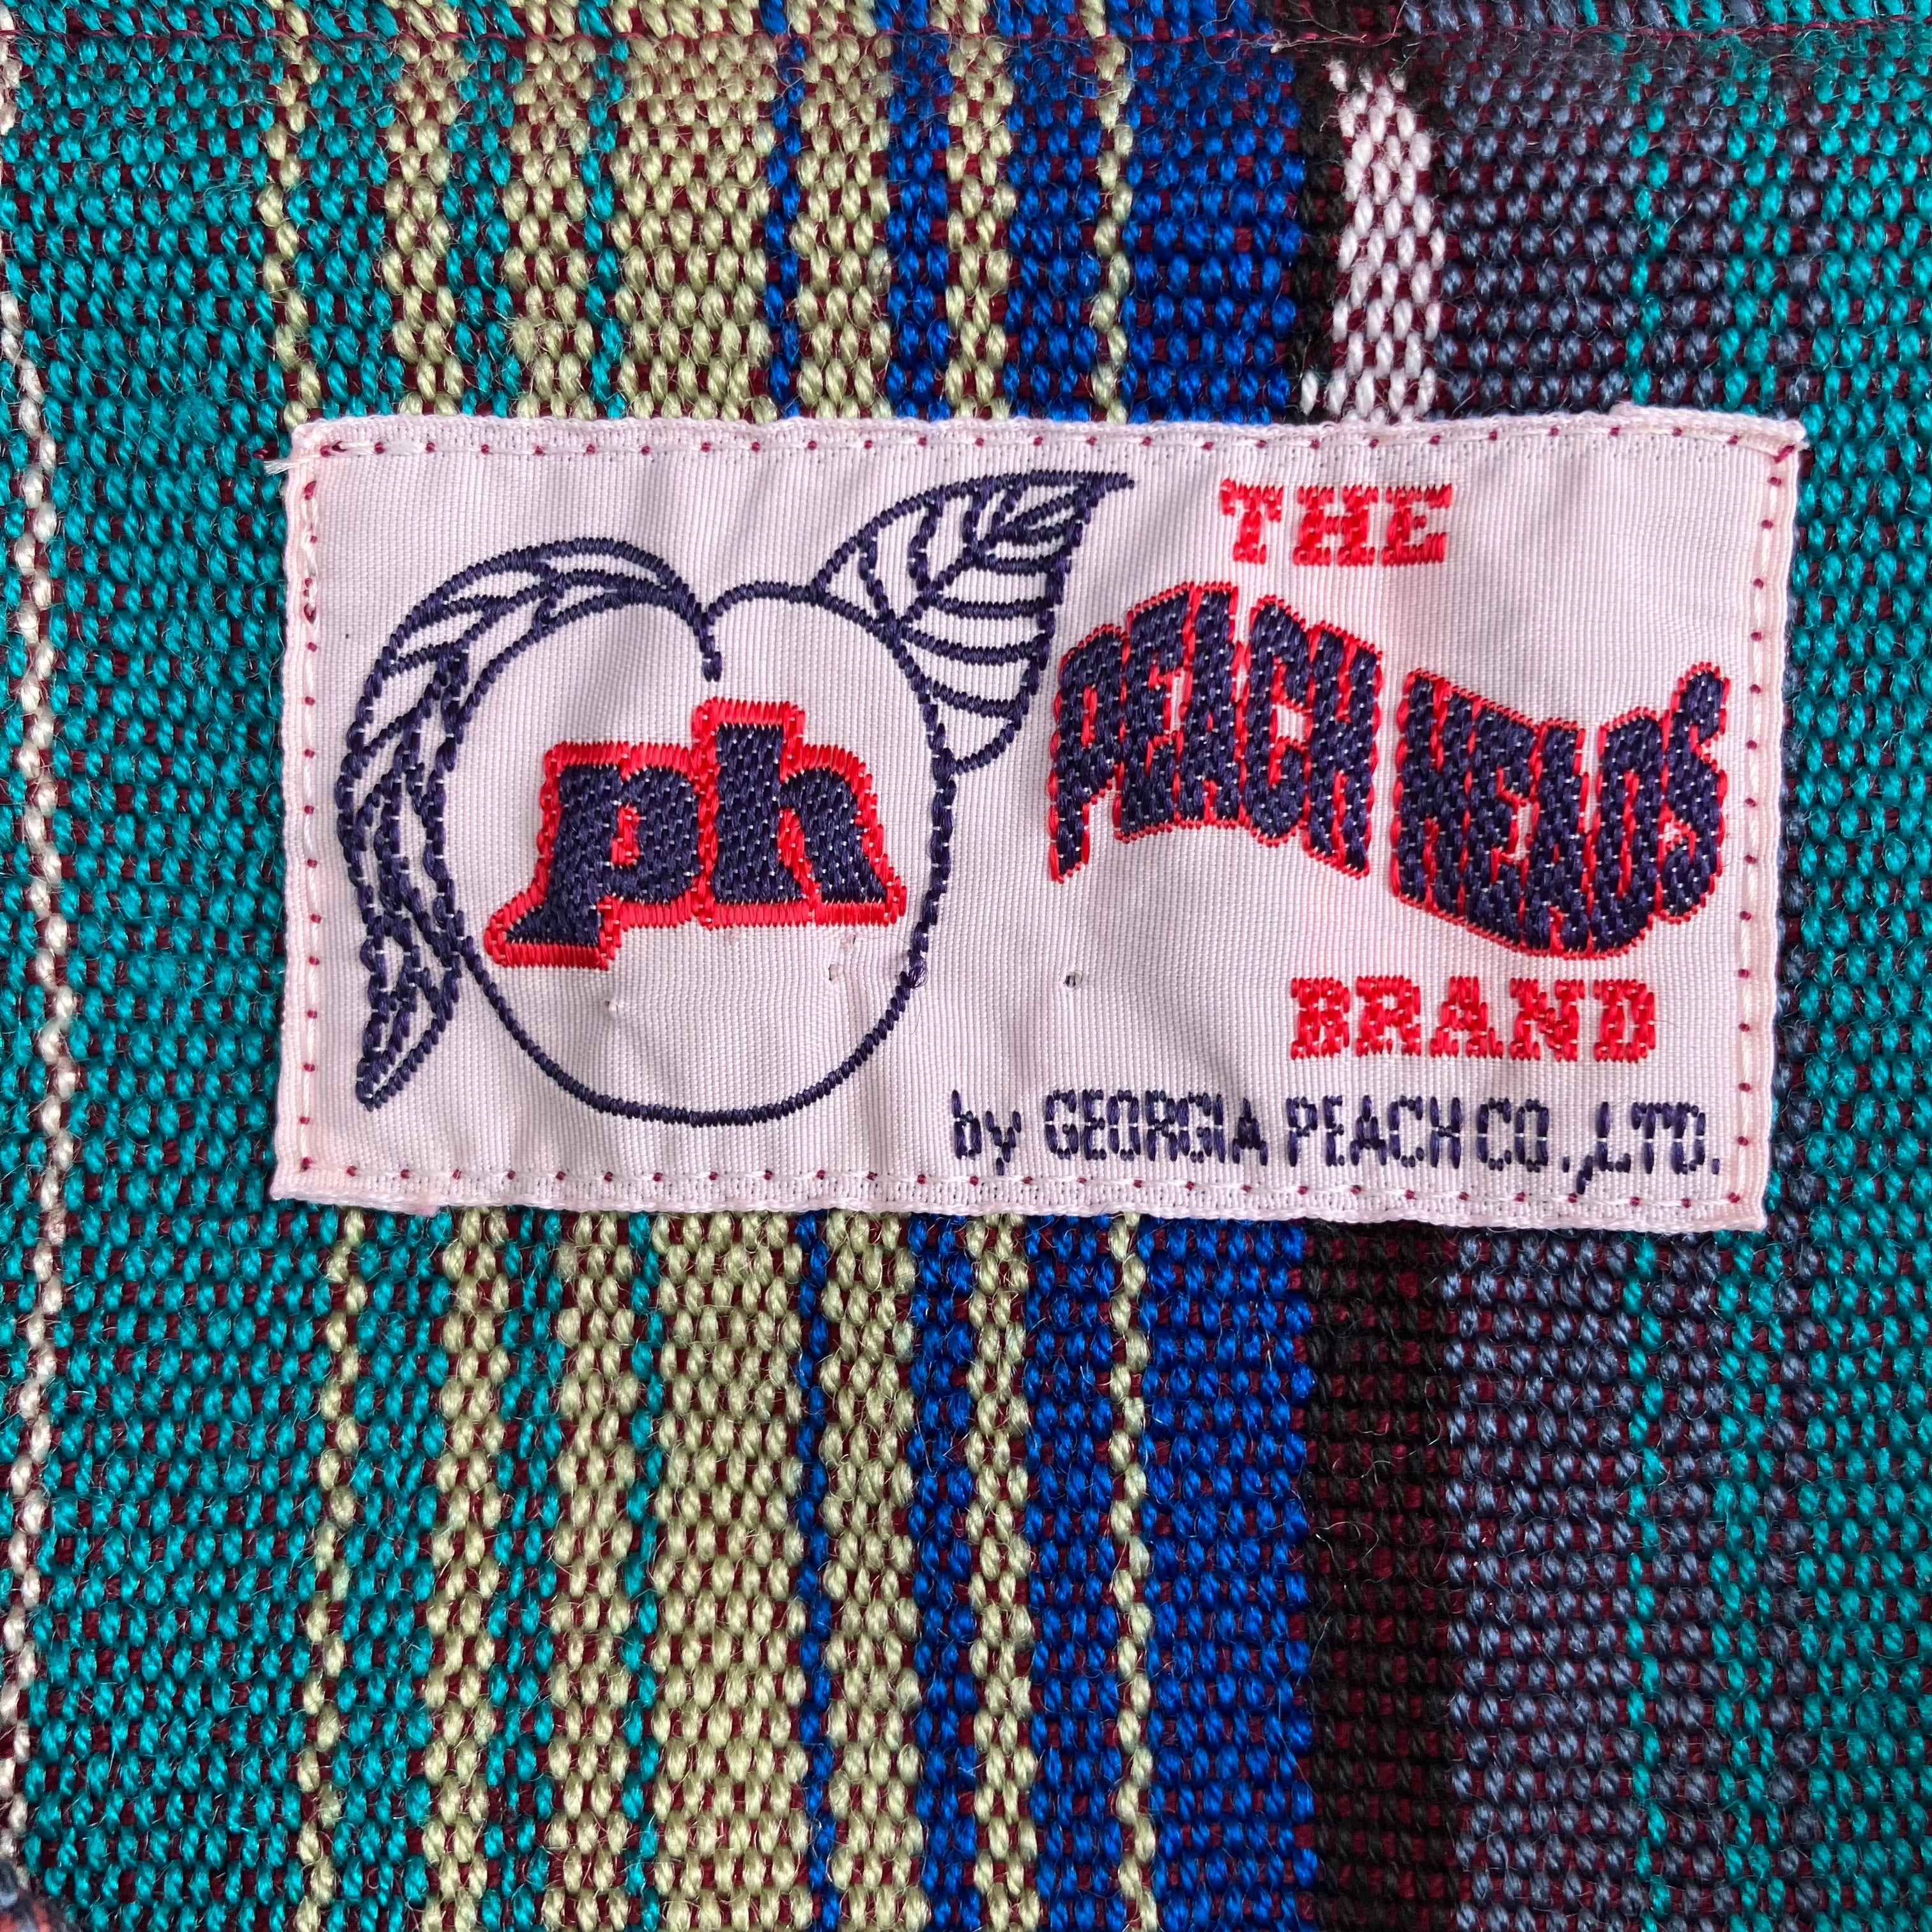 ph
THE
PEACH HEADS'
BRAND
by GEORGIA PEACH CO.,LTD.